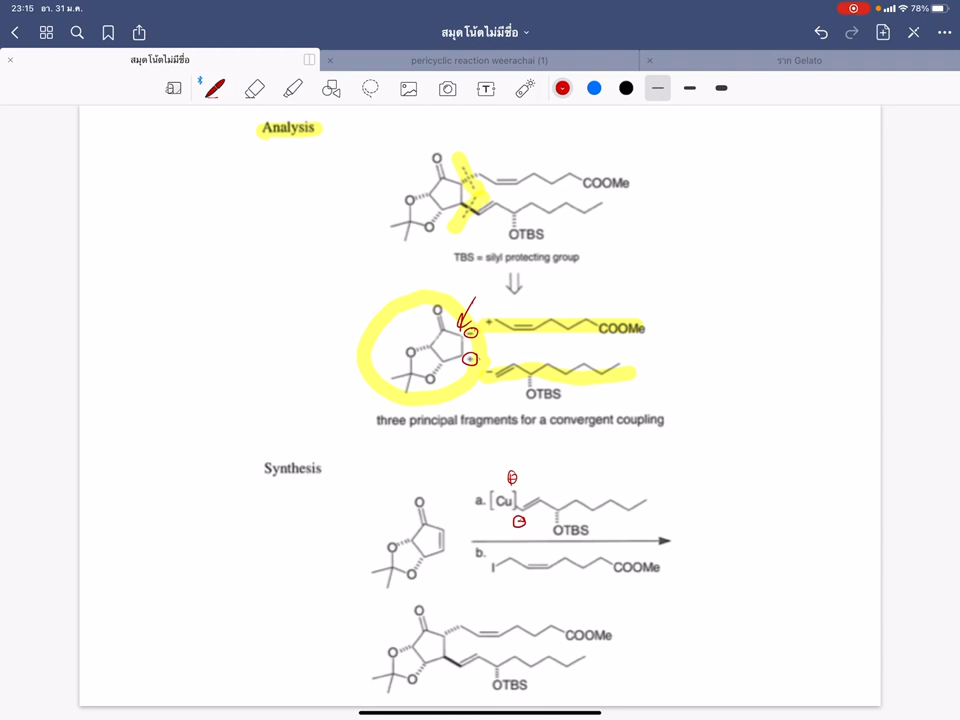 23:15 อา. 31 ม.ค.
78%
สมุดโน้ตไม่มีชื่อ
สมุดโน้ตไม่มีชื่อ
pericyclic reaction weerachai (1)
ราก Gelato
Analysis
O
COOMe
O
O
OTBS
TBS = silyl protecting group
O
-
+
COOMe
O
+
-
O
OTBS
three principal fragments for a convergent coupling
Synthesis
+
a. [Cu]
-
O
OTBS
O
b.
O
I
COOMe
O
COOMe
O
O
OTBS